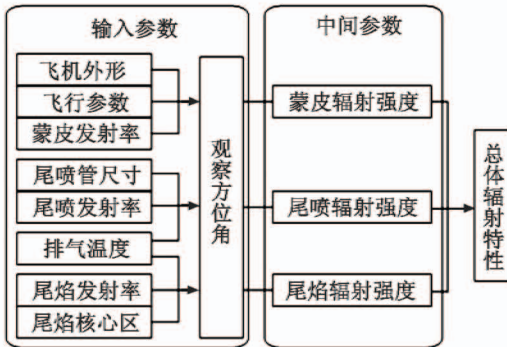 输入参数
飞机外形
飞行参数
蒙皮发射率
尾喷管尺寸
尾喷发射率
排气温度
尾焰发射率
尾焰核心区
观察方位角
中间参数
蒙皮辐射强度
尾喷辐射强度
尾焰辐射强度
总体辐射特性